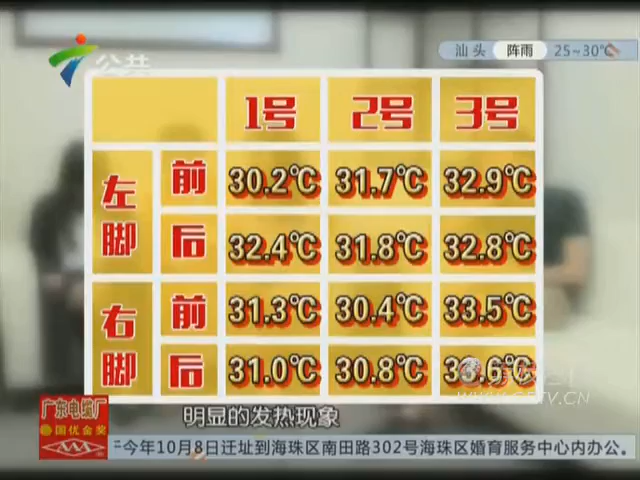 公共
汕头 阵雨 25~30℃
1号 2号 3号
左脚 前 30.2℃ 31.7℃ 32.9℃
后 32.4℃ 31.8℃ 32.8℃
右脚 前 31.3℃ 30.4℃ 33.5℃
后 31.0℃ 30.8℃ 33.6℃
广东电缆厂
国优金奖
明显的发热现象
于今年10月8日迁址到海珠区南田路302号海珠区婚育服务中心内办公。